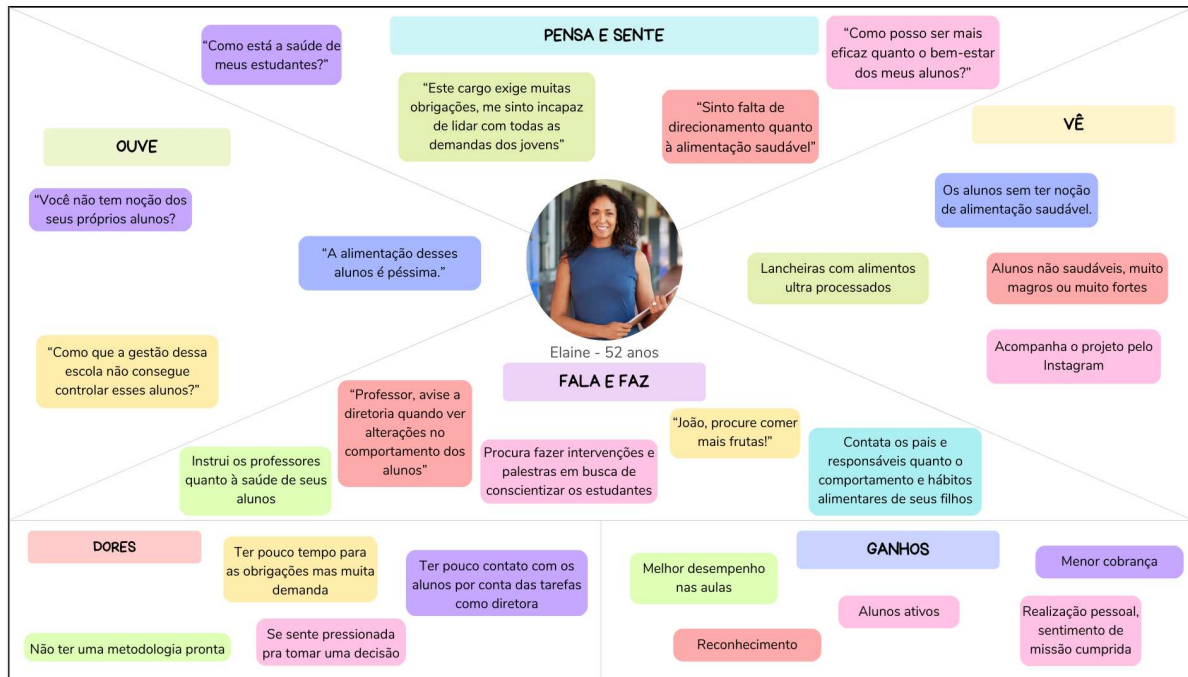 PENSA E SENTE
“Como está a saúde de
meus estudantes?”
“Este cargo exige muitas
obrigações, me sinto incapaz
de lidar com todas as
demandas dos jovens”
“Sinto falta de
direcionamento quanto
à alimentação saudável”
“Como posso ser mais
eficaz quanto o bem-estar
dos meus alunos?”
OUVE
“Você não tem noção dos
seus próprios alunos?
“A alimentação desses
alunos é péssima.”
“Como que a gestão dessa
escola não consegue
controlar esses alunos?”
VÊ
Os alunos sem ter noção
de alimentação saudável.
Lancheiras com alimentos
ultra processados
Alunos não saudáveis, muito
magros ou muito fortes
Acompanha o projeto pelo
Instagram
Elaine - 52 anos
FALA E FAZ
Instrui os professores
quanto à saúde de seus
alunos
“Professor, avise a
diretoria quando ver
alterações no
comportamento dos
alunos”
Procura fazer intervenções e
palestras em busca de
conscientizar os estudantes
“João, procure comer
mais frutas!”
Contata os pais e
responsáveis quanto o
comportamento e hábitos
alimentares de seus filhos
DORES
Ter pouco tempo para
as obrigações mas muita
demanda
Ter pouco contato com os
alunos por conta das tarefas
como diretora
Não ter uma metodologia pronta
Se sente pressionada
pra tomar uma decisão
GANHOS
Melhor desempenho
nas aulas
Menor cobrança
Alunos ativos
Reconhecimento
Realização pessoal,
sentimento de
missão cumprida